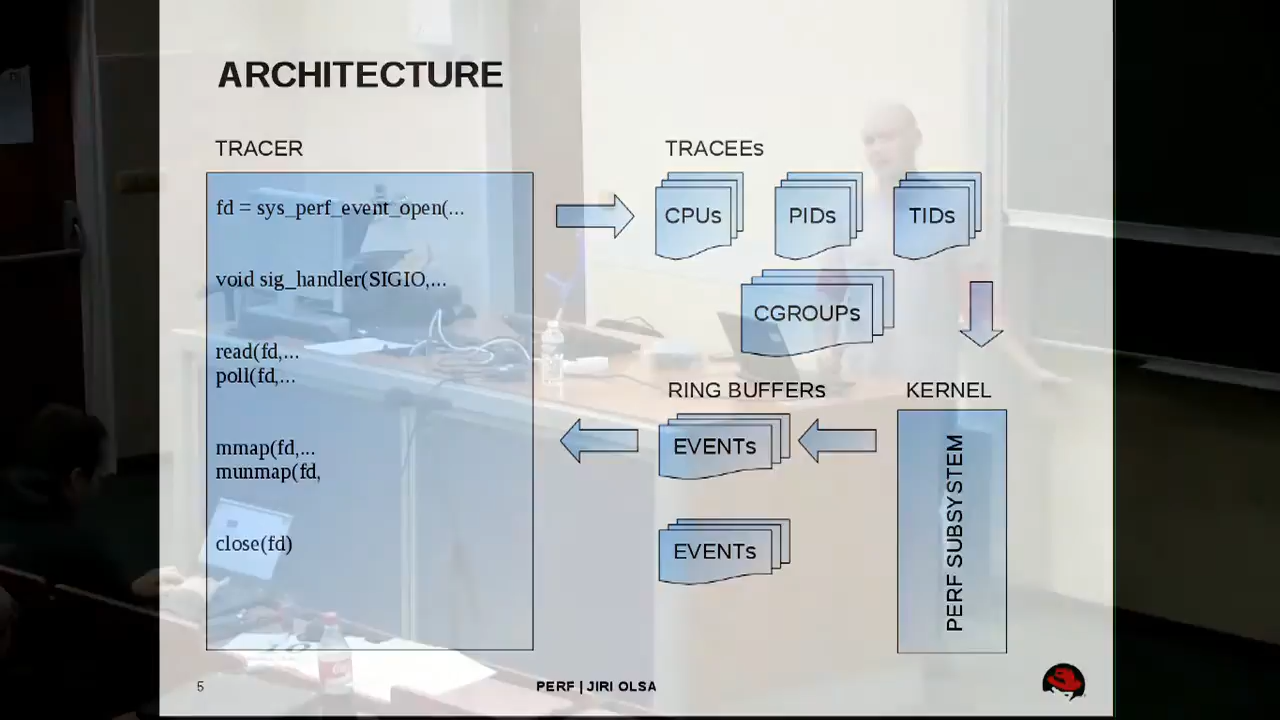 ARCHITECTURE
TRACER
fd = sys_perf_event_open(...
void sig_handler(SIGIO,...
read(fd,...
poll(fd,...
mmap(fd,...
munmap(fd,
close(fd)
TRACEEs
CPUs
PIDs
TIDs
CGROUPs
RING BUFFERs
KERNEL
EVENTs
EVENTs
PERF SUBSYSTEM
5
PERF | JIRI OLSA